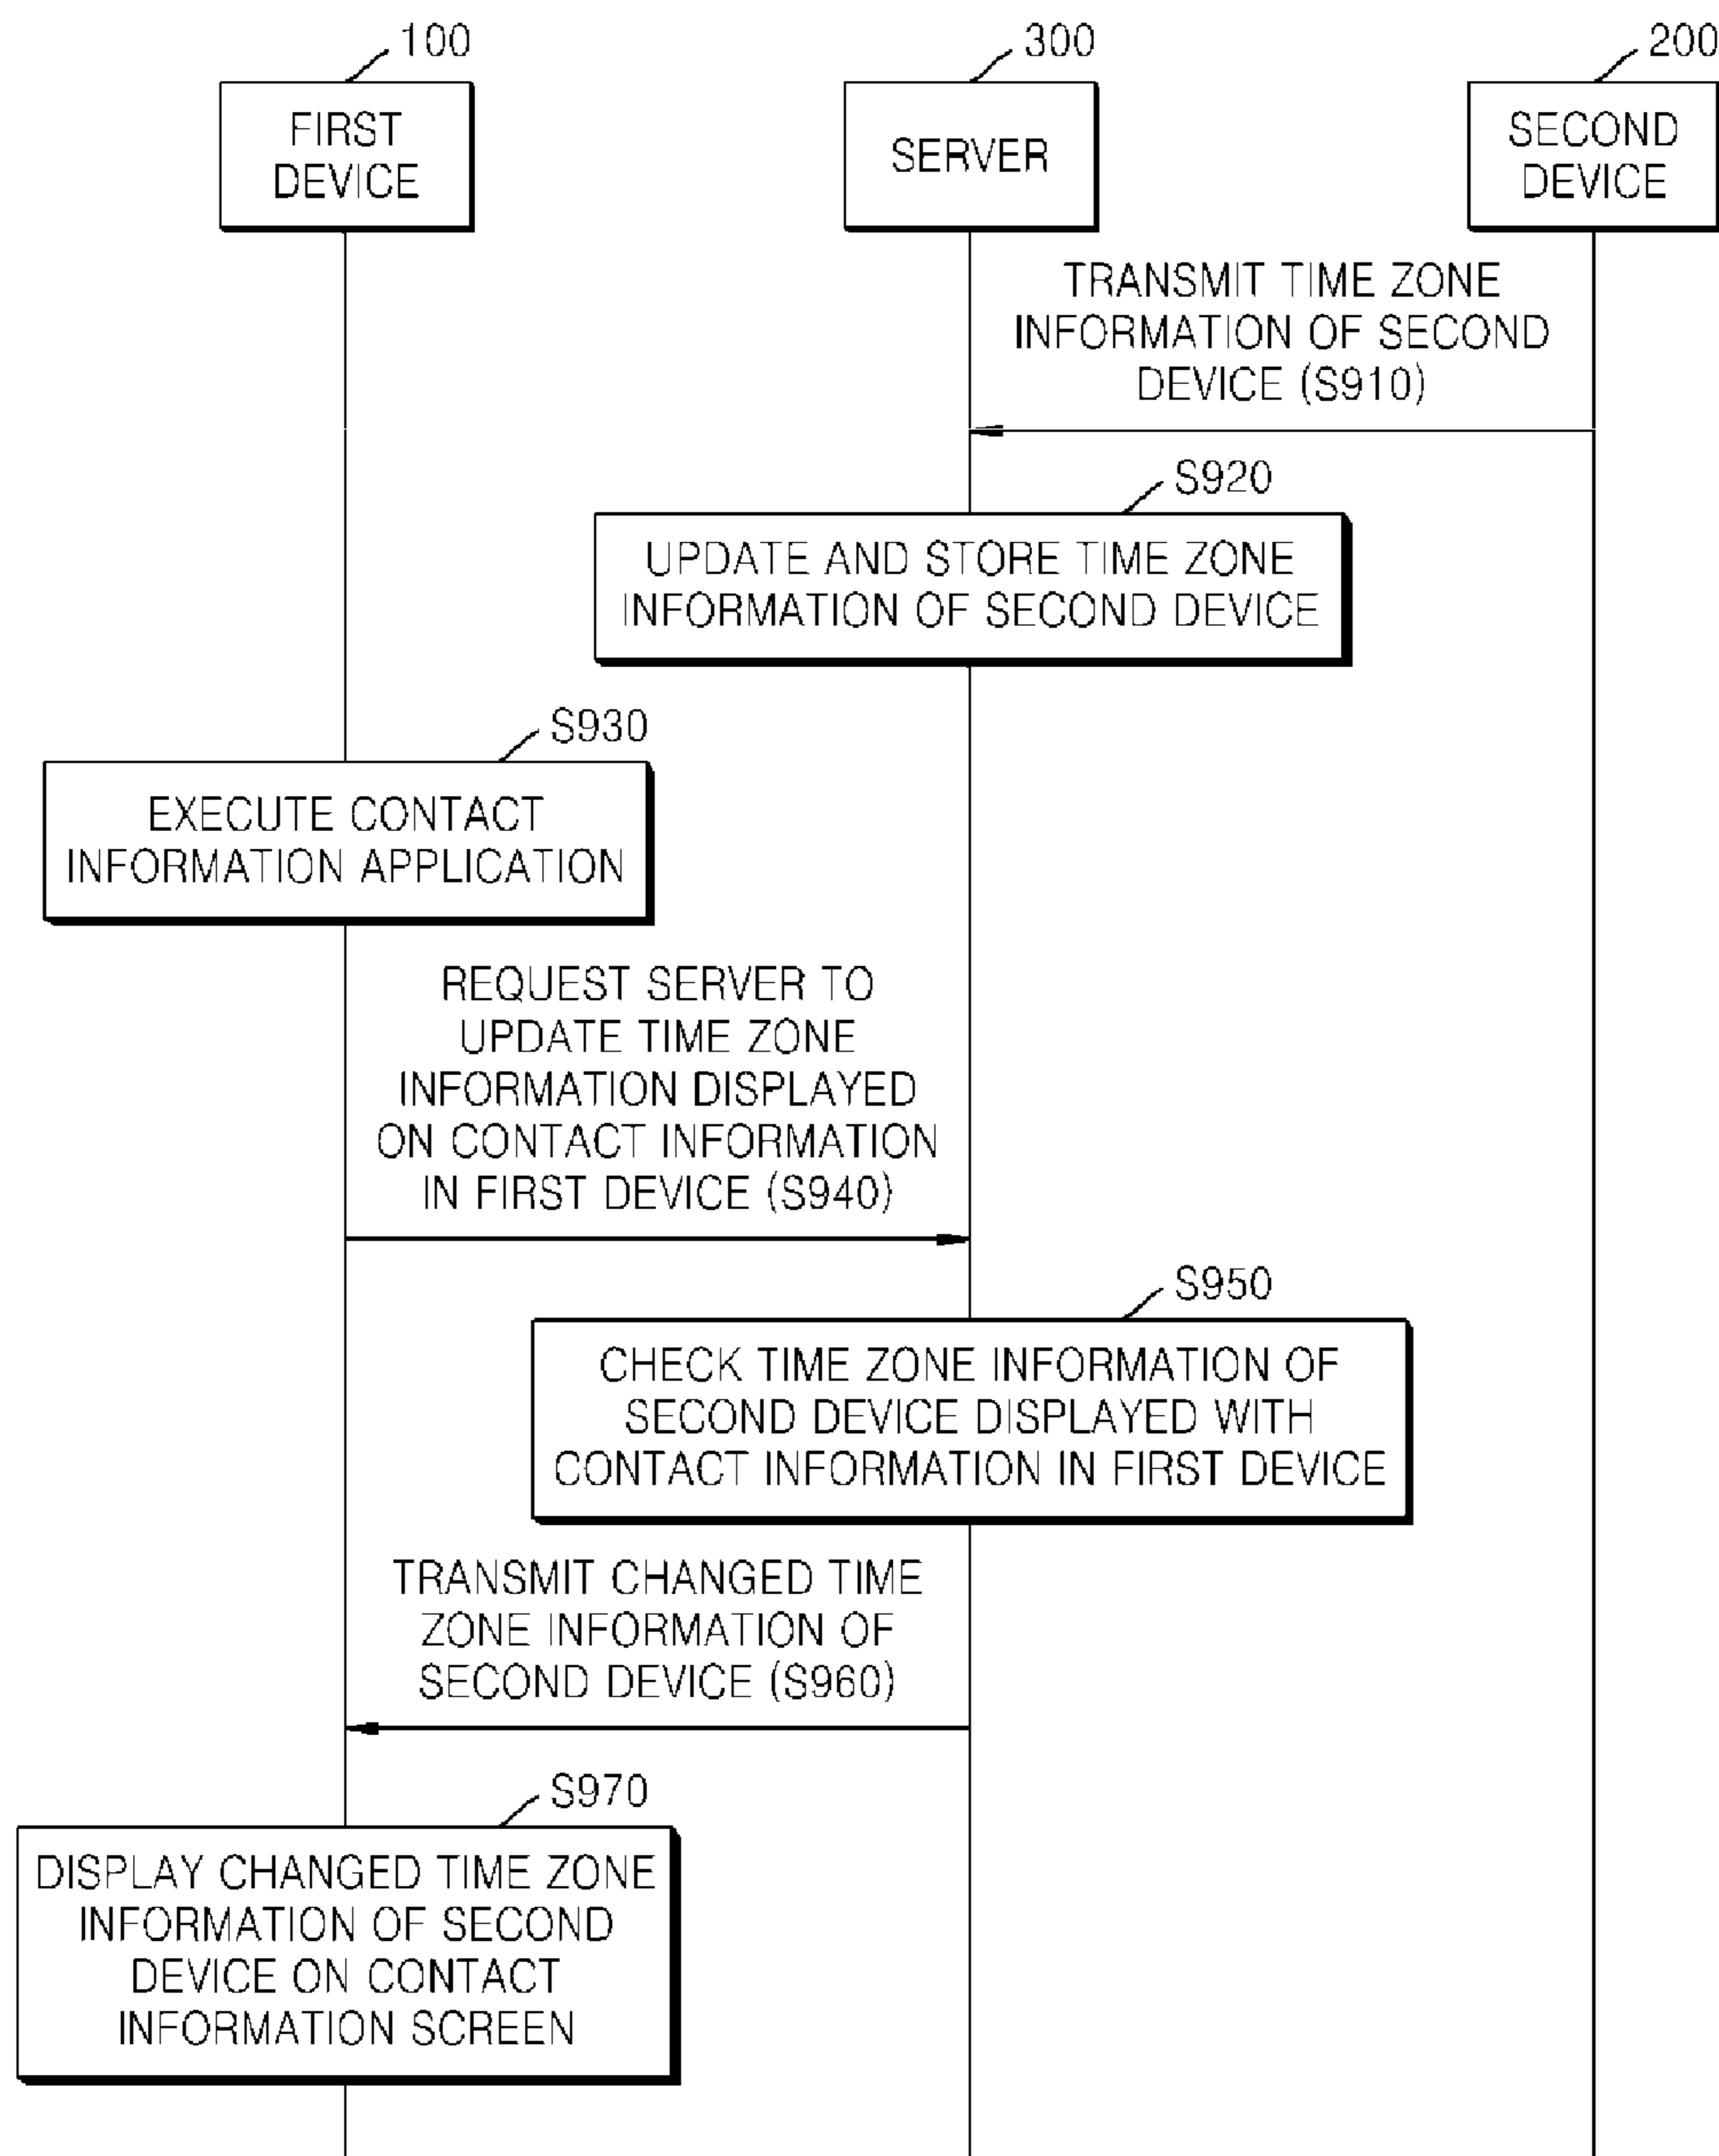 100
300
200
FIRST
DEVICE
SERVER
SECOND
DEVICE
TRANSMIT TIME ZONE
INFORMATION OF SECOND
DEVICE (S910)
S920
UPDATE AND STORE TIME ZONE
INFORMATION OF SECOND DEVICE
S930
EXECUTE CONTACT
INFORMATION APPLICATION
REQUEST SERVER TO
UPDATE TIME ZONE
INFORMATION DISPLAYED
ON CONTACT INFORMATION
IN FIRST DEVICE (S940)
S950
CHECK TIME ZONE INFORMATION OF
SECOND DEVICE DISPLAYED WITH
CONTACT INFORMATION IN FIRST DEVICE
TRANSMIT CHANGED TIME
ZONE INFORMATION OF
SECOND DEVICE (S960)
S970
DISPLAY CHANGED TIME ZONE
INFORMATION OF SECOND
DEVICE ON CONTACT
INFORMATION SCREEN